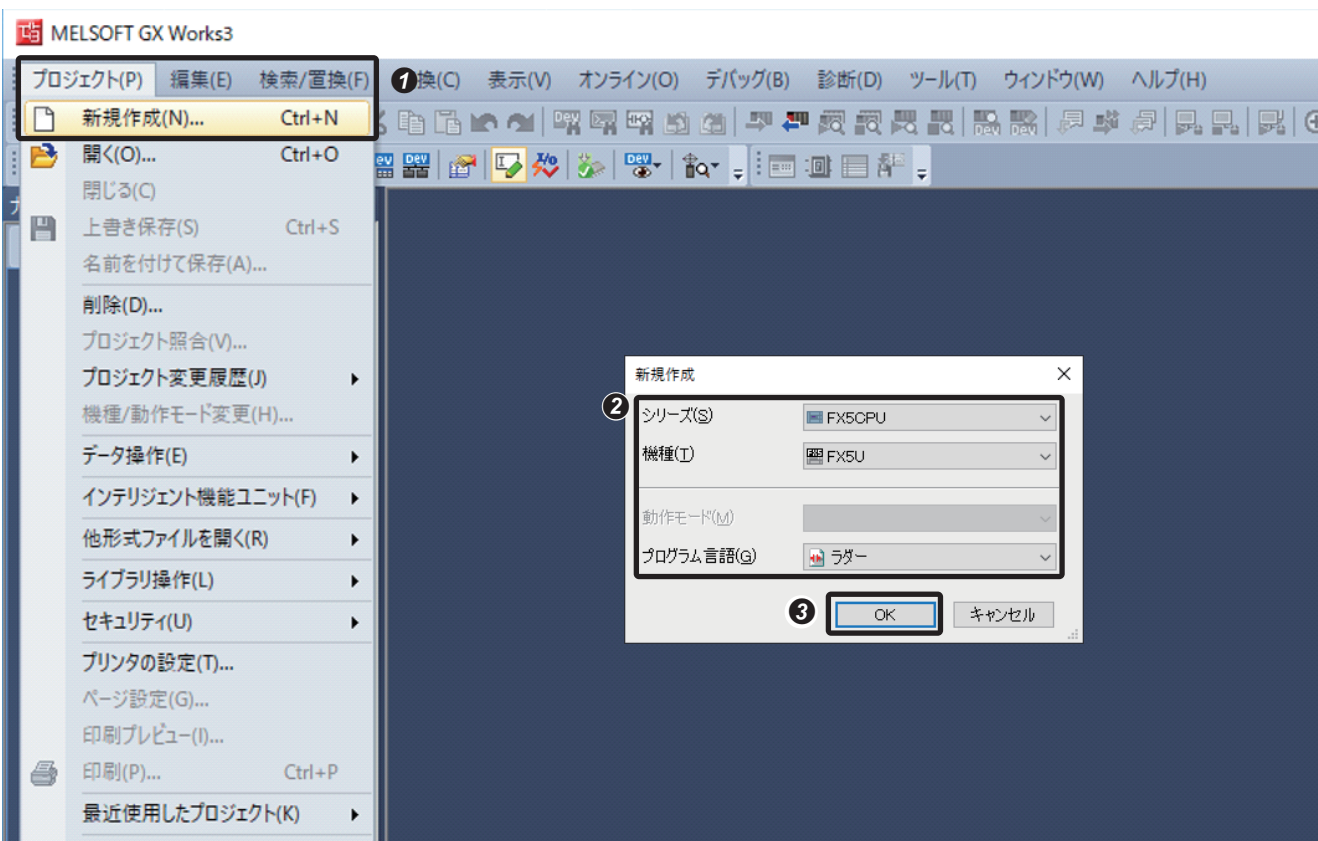 MELSOFT GX Works3
プロジェクト(P) 編集(E) 検索/置換(F) ❶換(C) 表示(V) オンライン(O) デバッグ(B) 診断(D) ツール(T) ウィンドウ(W) ヘルプ(H)
新規作成(N)... Ctrl+N
開く(O)... Ctrl+O
閉じる(C)
上書き保存(S) Ctrl+S
名前を付けて保存(A)...
削除(D)...
プロジェクト照合(V)...
プロジェクト変更履歴(J)
機種/動作モード変更(H)...
データ操作(E)
インテリジェント機能ユニット(F)
他形式ファイルを開く(R)
ライブラリ操作(L)
セキュリティ(U)
プリンタの設定(T)...
ページ設定(G)...
印刷プレビュー(I)...
印刷(P)... Ctrl+P
最近使用したプロジェクト(K)
新規作成
❷
シリーズ(S) FX5CPU
機種(T) FX5U
動作モード(M)
プログラム言語(G) ラダー
❸ OK キャンセル